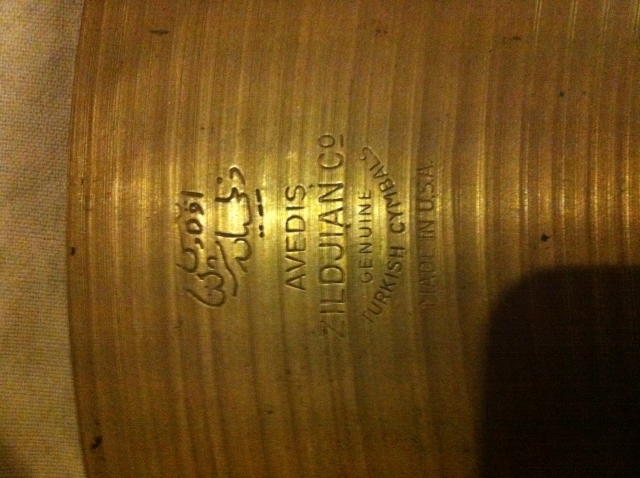 AVEDIS
ZILDJIAN Cº
GENUINE
TURKISH CYMBALS
MADE IN U.S.A.